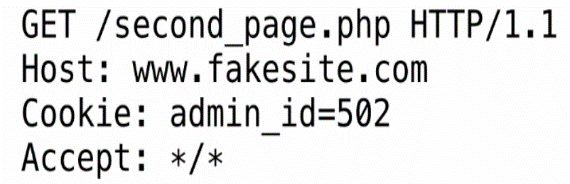 GET /second_page.php HTTP/1.1
Host: www.fakesite.com
Cookie: admin_id=502
Accept: */*